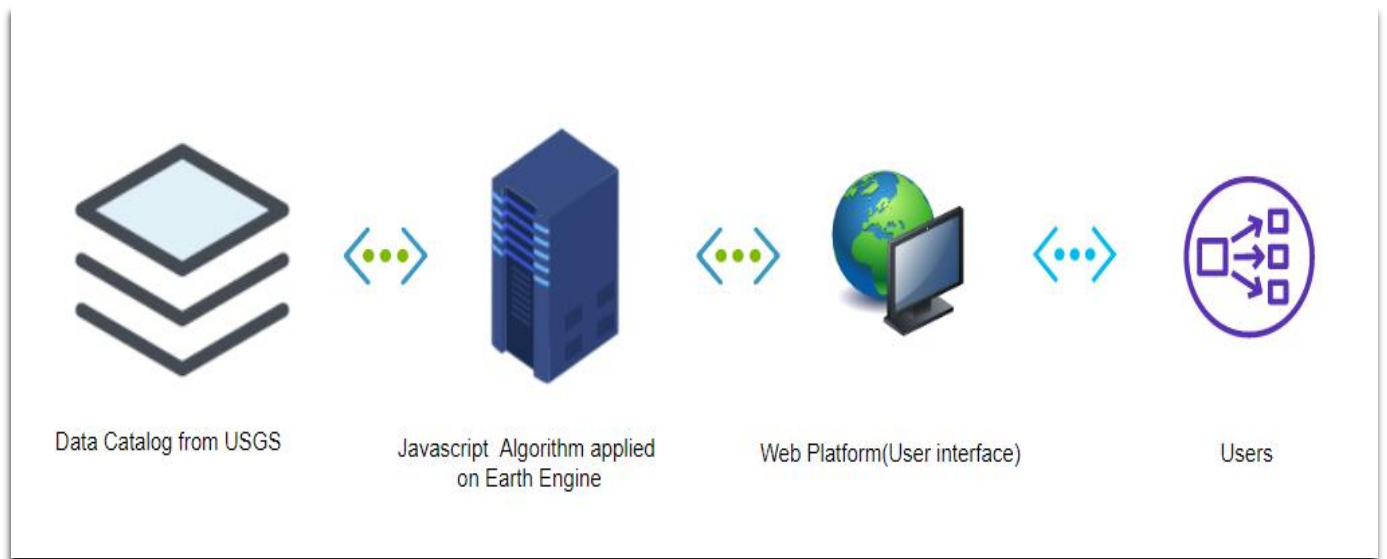 Data Catalog from USGS
Javascript Algorithm applied
on Earth Engine
Web Platform(User interface)
Users